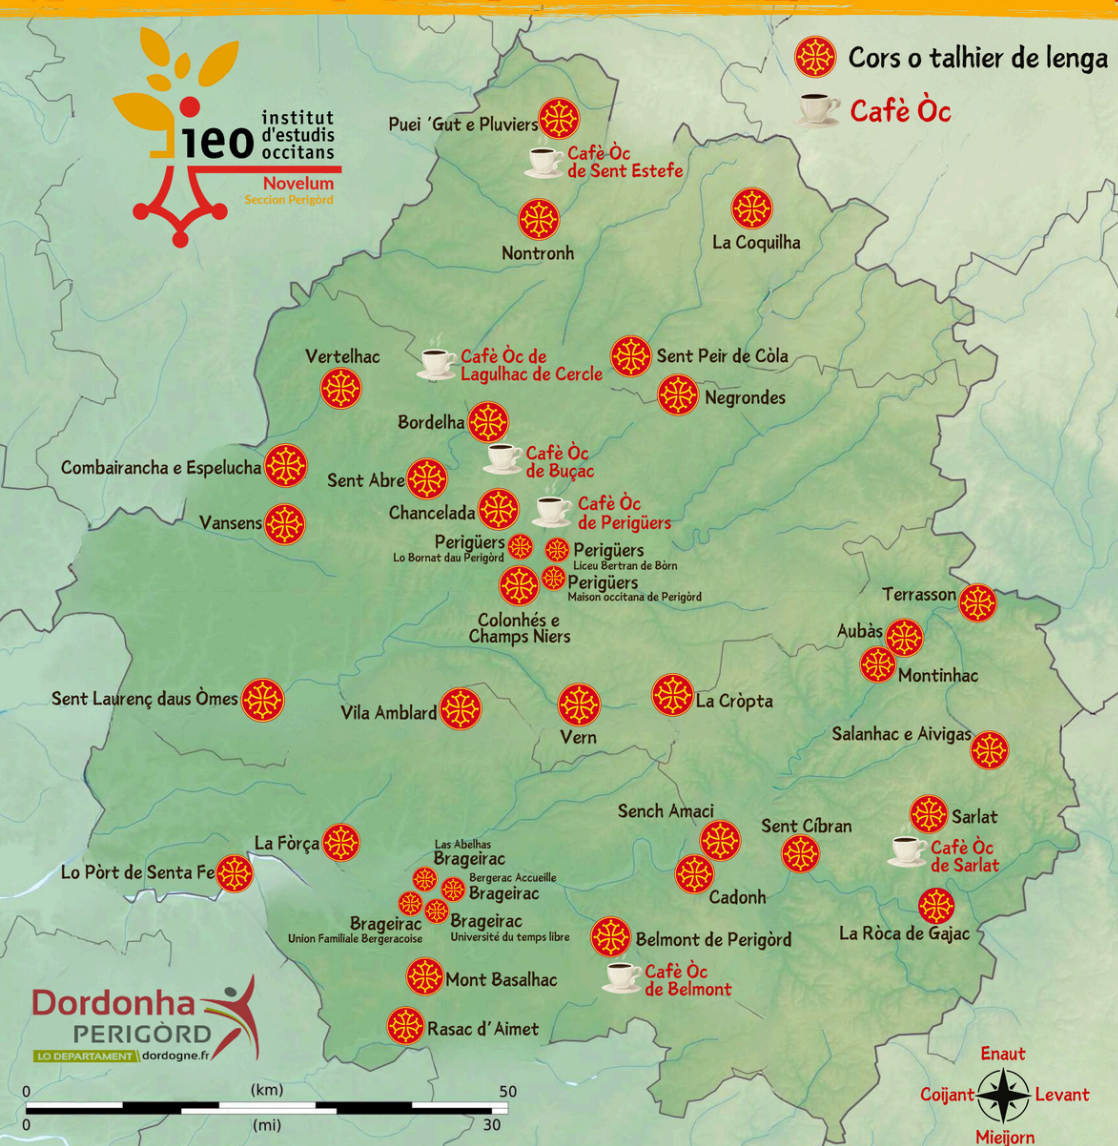 Cors o talhier de lenga
Cafè Òc
ieo
institut
d'estudis
occitans
Novelum
Seccion Perigòrd
Puei 'Gut e Pluviers
Cafè Òc
de Sent Estefe
Nontronh
La Coquilha
Vertelhac
Cafè Òc de
Lagulhac de Cercle
Sent Peir de Còla
Negrondes
Bordelha
Cafè Òc
de Buçac
Combairancha e Espelucha
Sent Abre
Chancelada
Cafè Òc
de Perigüers
Vansens
Perigüers
Lo Bornat dau Perigòrd
Perigüers
Liceu Bertran de Bòrn
Perigüers
Maison occitana de Perigòrd
Colonhés e
Champs Niers
Terrasson
Aubàs
Montinhac
Sent Laurenç daus Òmes
Vila Amblard
Vern
La Cròpta
Salanhac e Aivigas
Sench Amaci
Sent Cíbran
Sarlat
Cafè Òc
de Sarlat
La Fòrça
Lo Pòrt de Senta Fe
Las Abelhas
Brageirac
Bergerac Accueille
Brageirac
Brageirac
Union Familiale Bergeracoise
Brageirac
Université du temps libre
Cadonh
La Ròca de Gajac
Belmont de Perigòrd
Cafè Òc
de Belmont
Mont Basalhac
Rasac d'Aimet
Dordonha
PERIGÒRD
LO DEPARTAMENT
dordogne.fr
0 (km) 50
0 (mi) 30
Enaut
Coijant
Levant
Mieijorn